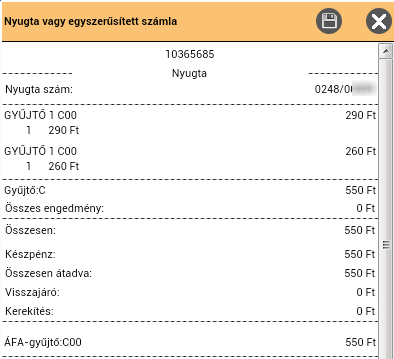 Nyugta vagy egyszerűsített számla
10365685
Nyugta
Nyugta szám: 0248/0
GYŰJTŐ 1 C00 290 Ft
1 290 Ft
GYŰJTŐ 1 C00 260 Ft
1 260 Ft
Gyűjtő:C 550 Ft
Összes engedmény: 0 Ft
Összesen: 550 Ft
Készpénz: 550 Ft
Összesen átadva: 550 Ft
Visszajáró: 0 Ft
Kerekítés: 0 Ft
ÁFA-gyűjtő:C00 550 Ft